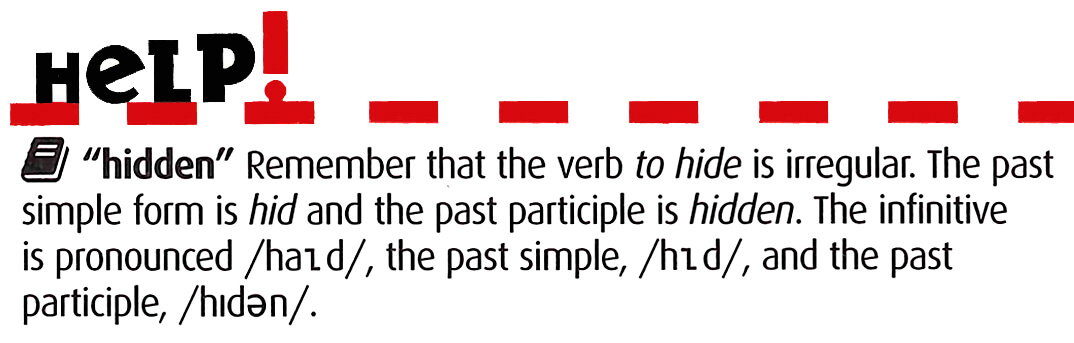 HeLP!
“hidden” Remember that the verb to hide is irregular. The past
simple form is hid and the past participle is hidden. The infinitive
is pronounced /haɪd/, the past simple, /hɪd/, and the past
participle, /hıdən/.